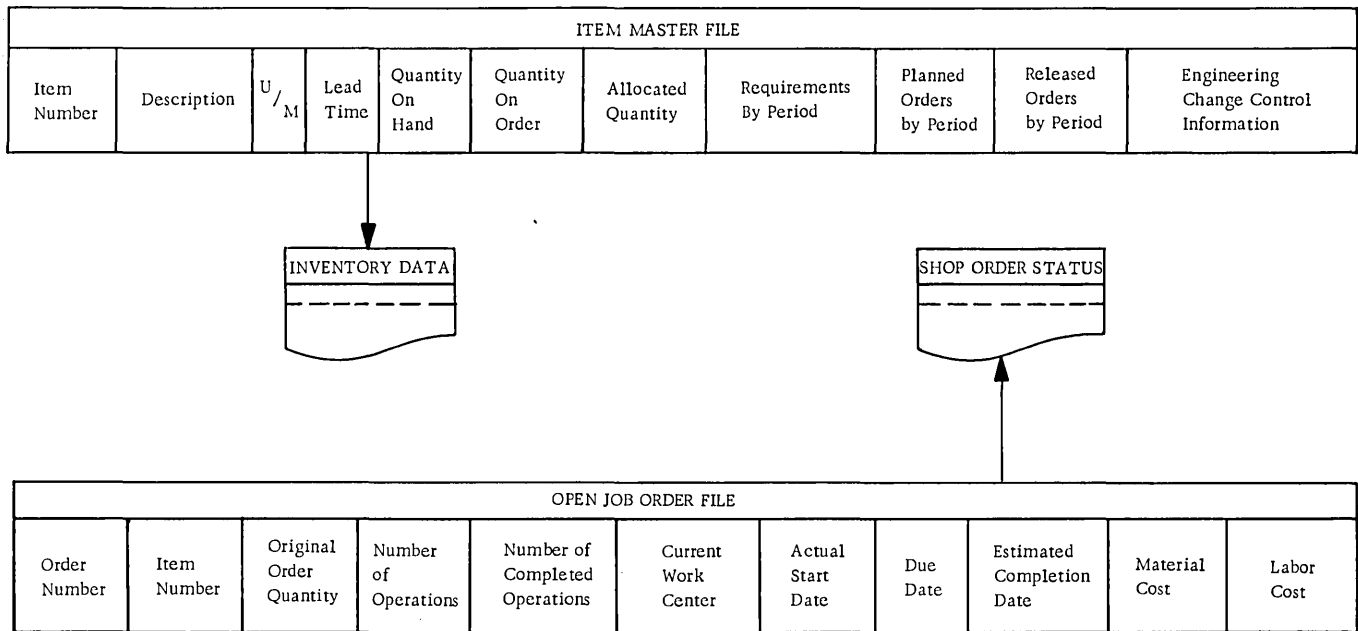 ITEM MASTER FILE
Item
Number
Description
U/M
Lead
Time
Quantity
On
Hand
Quantity
On
Order
Allocated
Quantity
Requirements
By Period
Planned
Orders
by Period
Released
Orders
by Period
Engineering
Change Control
Information
INVENTORY DATA
SHOP ORDER STATUS
OPEN JOB ORDER FILE
Order
Number
Item
Number
Original
Order
Quantity
Number
of
Operations
Number of
Completed
Operations
Current
Work
Center
Actual
Start
Date
Due
Date
Estimated
Completion
Date
Material
Cost
Labor
Cost